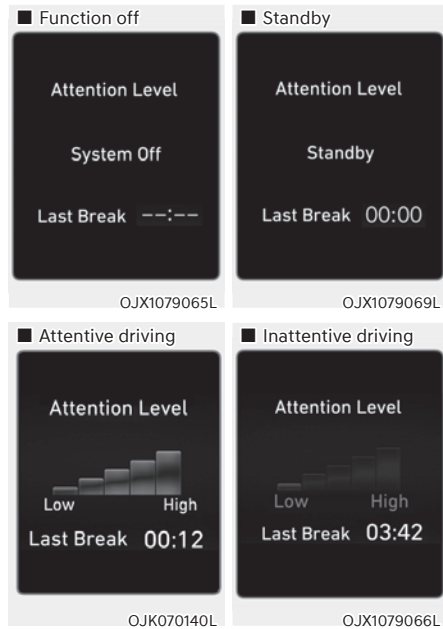 ■ Function off
Attention Level
System Off
Last Break --:--
OJX1079065L
■ Standby
Attention Level
Standby
Last Break 00:00
OJX1079069L
■ Attentive driving
Attention Level
Low High
Last Break 00:12
OJK070140L
■ Inattentive driving
Attention Level
Low High
Last Break 03:42
OJX1079066L